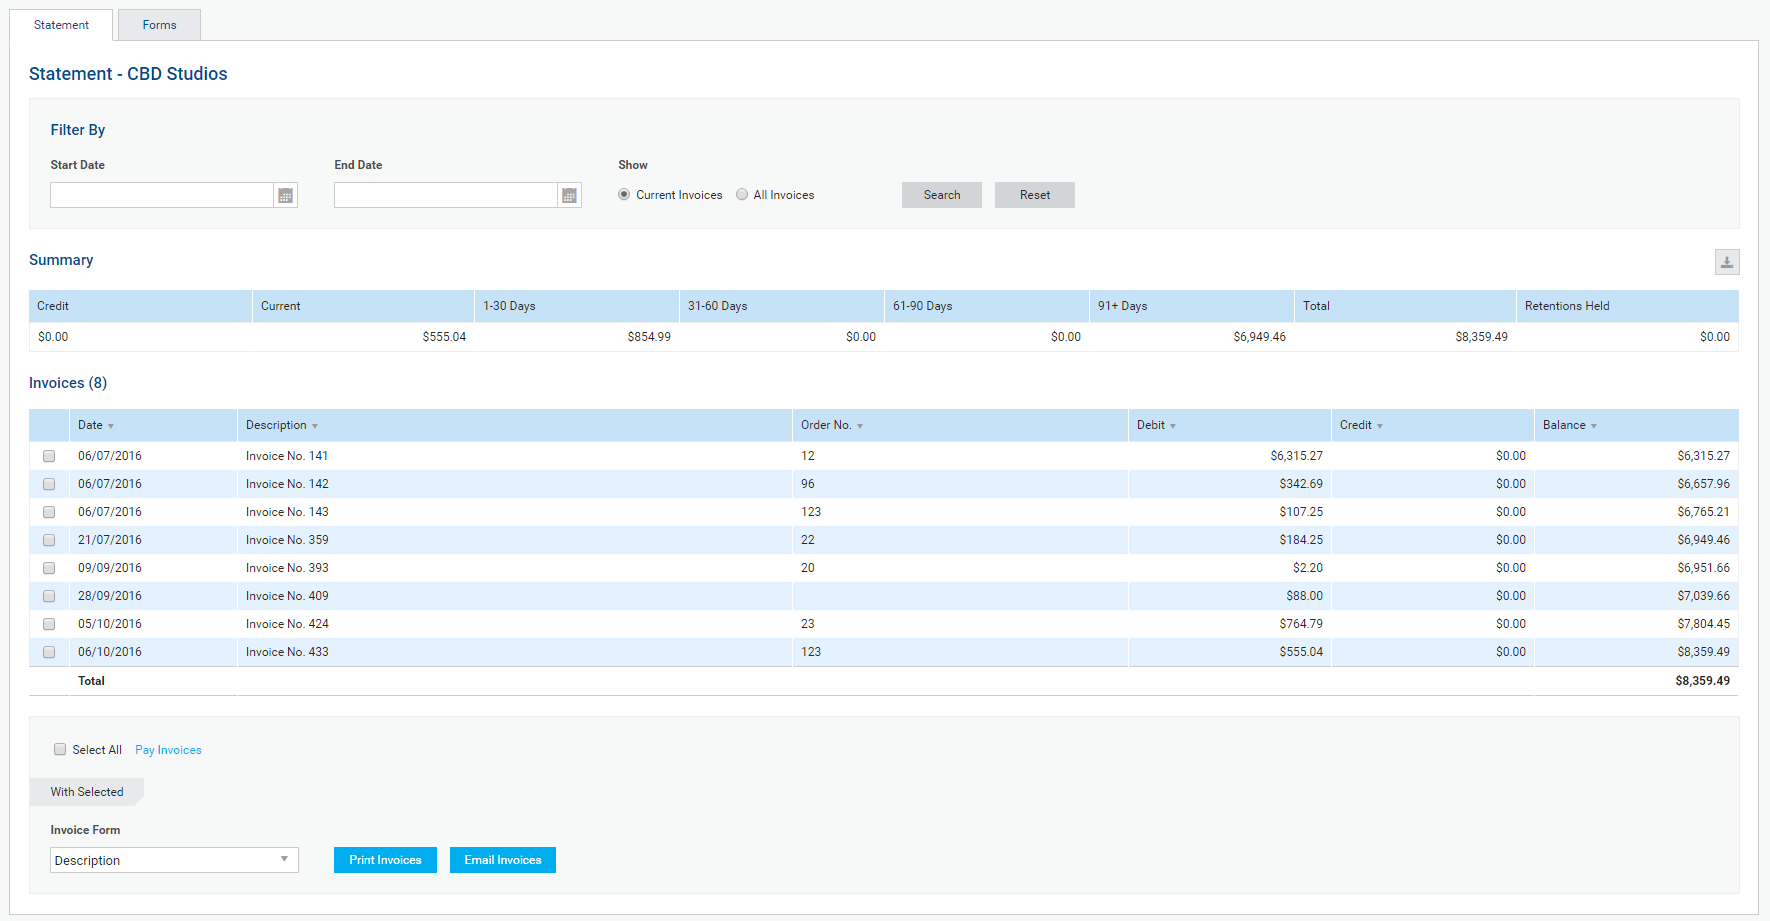 Statement Forms
Statement - CBD Studios
Filter By
Start Date End Date Show
Current Invoices All Invoices Search Reset
Summary
Credit Current 1-30 Days 31-60 Days 61-90 Days 91+ Days Total Retentions Held
$0.00 $555.04 $854.99 $0.00 $0.00 $6,949.46 $8,359.49 $0.00
Invoices (8)
Date Description Order No. Debit Credit Balance
06/07/2016 Invoice No. 141 12 $6,315.27 $0.00 $6,315.27
06/07/2016 Invoice No. 142 96 $342.69 $0.00 $6,657.96
06/07/2016 Invoice No. 143 123 $107.25 $0.00 $6,765.21
21/07/2016 Invoice No. 359 22 $184.25 $0.00 $6,949.46
09/09/2016 Invoice No. 393 20 $2.20 $0.00 $6,951.66
28/09/2016 Invoice No. 409 $88.00 $0.00 $7,039.66
05/10/2016 Invoice No. 424 23 $764.79 $0.00 $7,804.45
06/10/2016 Invoice No. 433 123 $555.04 $0.00 $8,359.49
Total $8,359.49
Select All Pay Invoices
With Selected
Invoice Form
Description Print Invoices Email Invoices